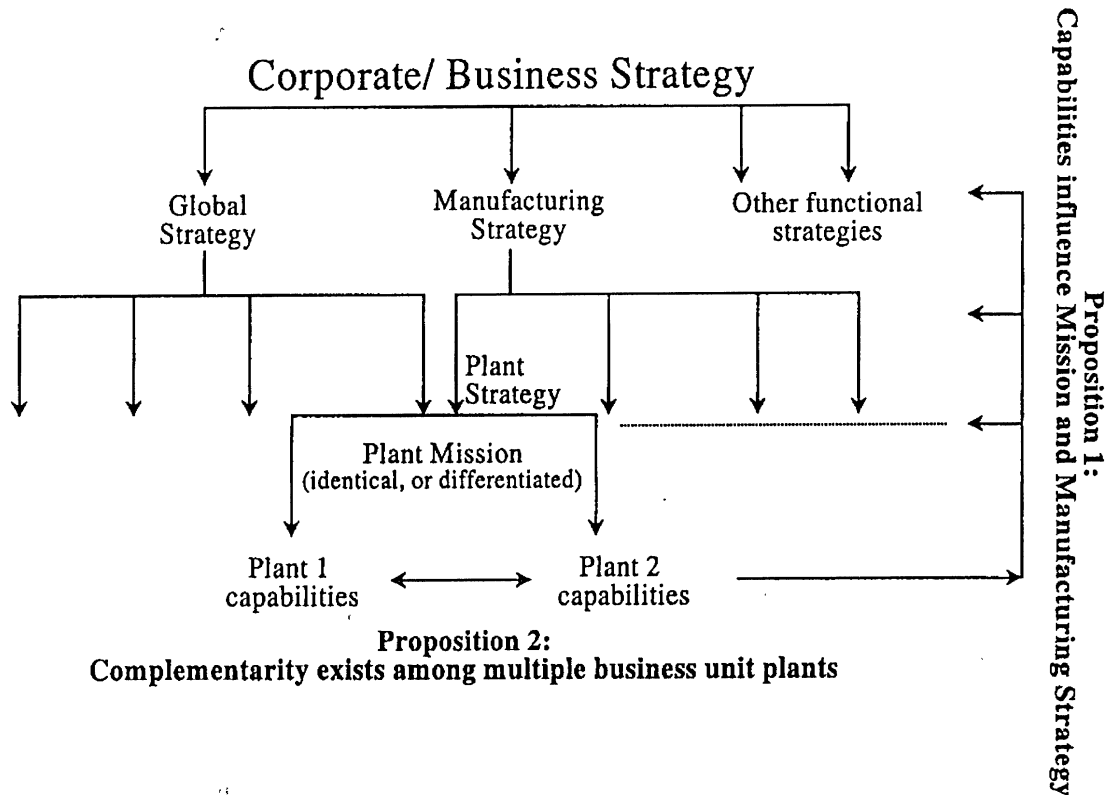 Corporate/ Business Strategy
Global
Strategy
Manufacturing
Strategy
Other functional
strategies
Plant
Strategy
Plant Mission
(identical, or differentiated)
Plant 1
capabilities
Plant 2
capabilities
Proposition 2:
Complementarity exists among multiple business unit plants
Proposition 1:
Capabilities influence Mission and Manufacturing Strategy